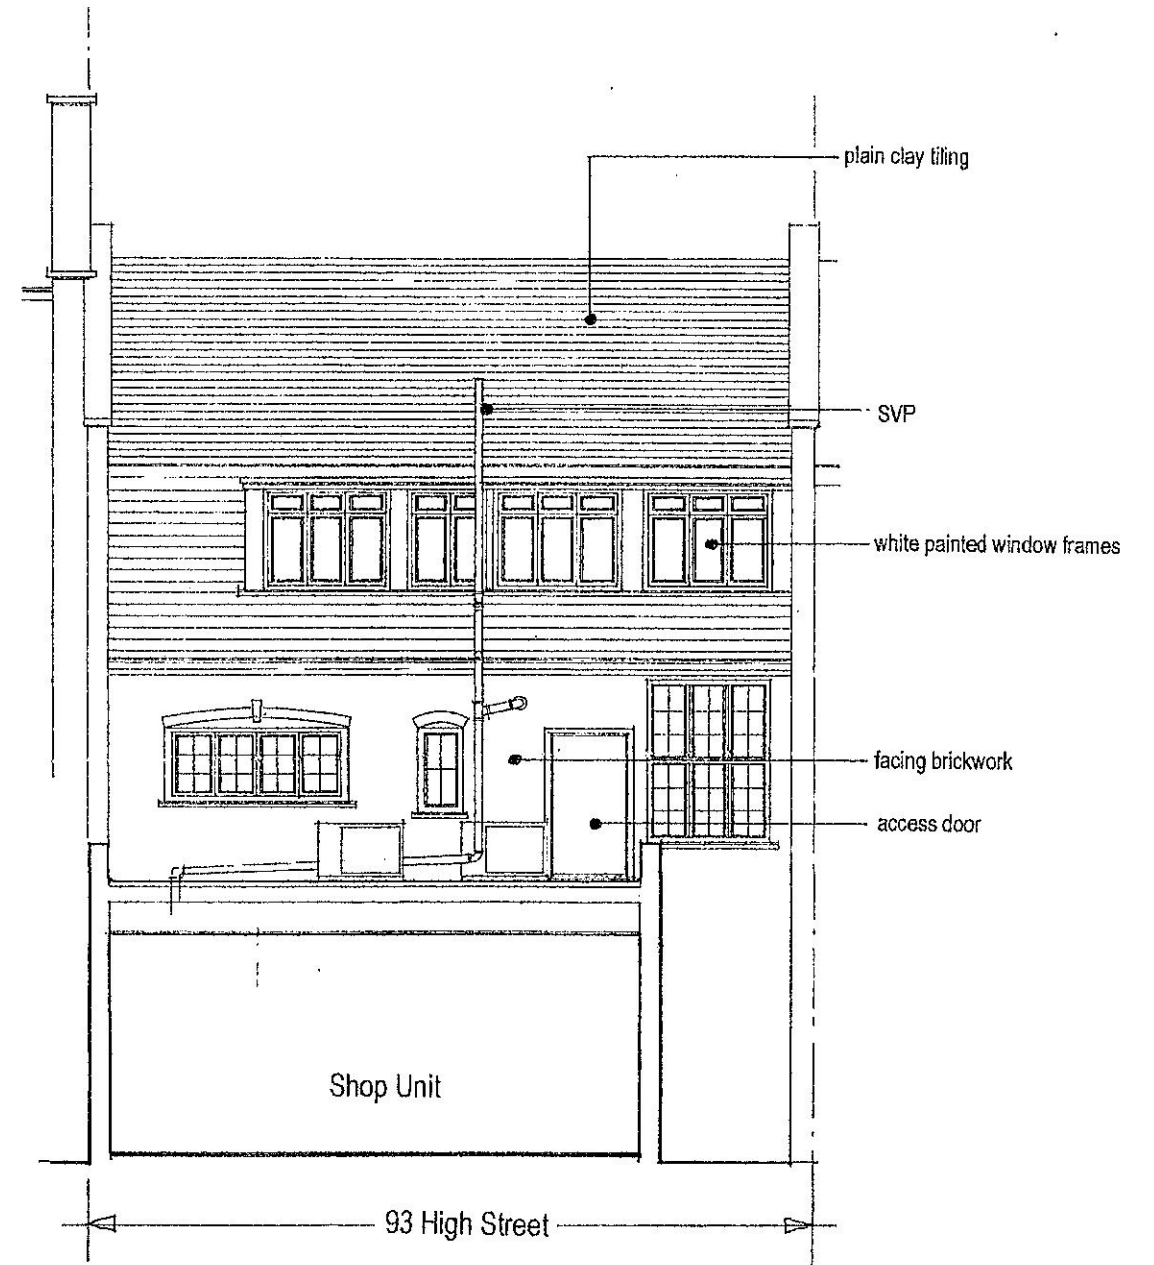 plain clay tiling
SVP
white painted window frames
facing brickwork
access door
Shop Unit
93 High Street